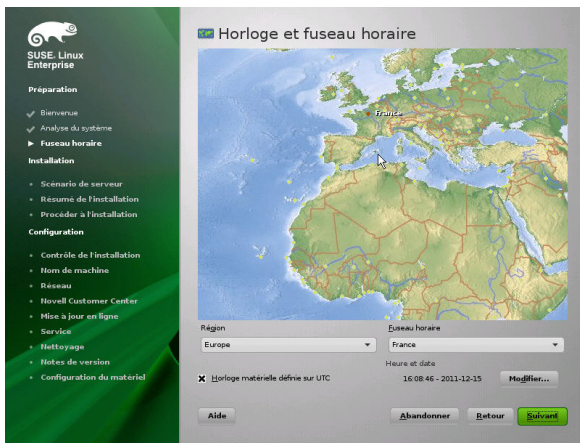 SUSE. Linux
Enterprise
Préparation
Bienvenue
Analyse du système
Fuseau horaire
Installation
Scénario de serveur
Résumé de l'installation
Procéder à l'installation
Configuration
Contrôle de l'installation
Nom de machine
Réseau
Novell Customer Center
Mise à jour en ligne
Service
Nettoyage
Notes de version
Configuration du matériel
Horloge et fuseau horaire
France
Région
Fuseau horaire
Europe
France
Heure et date
Horloge matérielle définie sur UTC
16:08:46 - 2011-12-15
Modifier...
Aide
Abandonner
Retour
Suivant